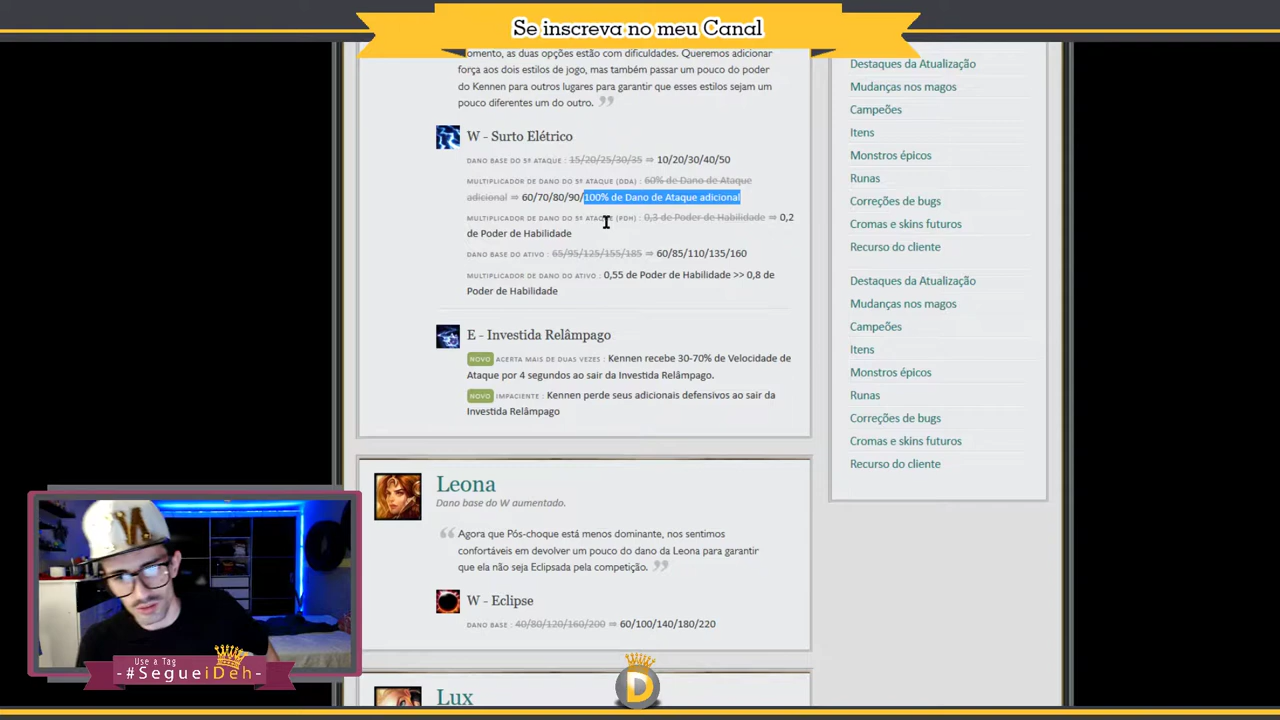 Se inscreva no meu Canal
omento, as duas opções estão com dificuldades. Queremos adicionar
força aos dois estilos de jogo, mas também passar um pouco do poder
do Kennen para outros lugares para garantir que esses estilos sejam um
pouco diferentes um do outro. ”
W - Surto Elétrico
DANO BASE DO 5º ATAQUE : 15/20/25/30/35 ⇒ 10/20/30/40/50
MULTIPLICADOR DE DANO DO 5º ATAQUE (DDA) : 60% de Dano de Ataque
adicional ⇒ 60/70/80/90/100% de Dano de Ataque adicional
MULTIPLICADOR DE DANO DO 5º ATAQUE (PDH) : 0,3 de Poder de Habilidade ⇒ 0,2
de Poder de Habilidade
DANO BASE DO ATIVO : 65/95/125/155/185 ⇒ 60/85/110/135/160
MULTIPLICADOR DE DANO DO ATIVO : 0,55 de Poder de Habilidade >> 0,8 de
Poder de Habilidade
E - Investida Relâmpago
NOVO ACERTA MAIS DE DUAS VEZES : Kennen recebe 30-70% de Velocidade de
Ataque por 4 segundos ao sair da Investida Relâmpago.
NOVO IMPACIENTE : Kennen perde seus adicionais defensivos ao sair da
Investida Relâmpago
Leona
Dano base do W aumentado.
“ Agora que Pós-choque está menos dominante, nos sentimos
confortáveis em devolver um pouco do dano da Leona para garantir
que ela não seja Eclipsada pela competição. ”
W - Eclipse
DANO BASE : 40/80/120/160/200 ⇒ 60/100/140/180/220
Lux
Destaques da Atualização
Mudanças nos magos
Campeões
Itens
Monstros épicos
Runas
Correções de bugs
Cromas e skins futuros
Recurso do cliente
Destaques da Atualização
Mudanças nos magos
Campeões
Itens
Monstros épicos
Runas
Correções de bugs
Cromas e skins futuros
Recurso do cliente
Use a Tag
-#SegueiDeh-
D